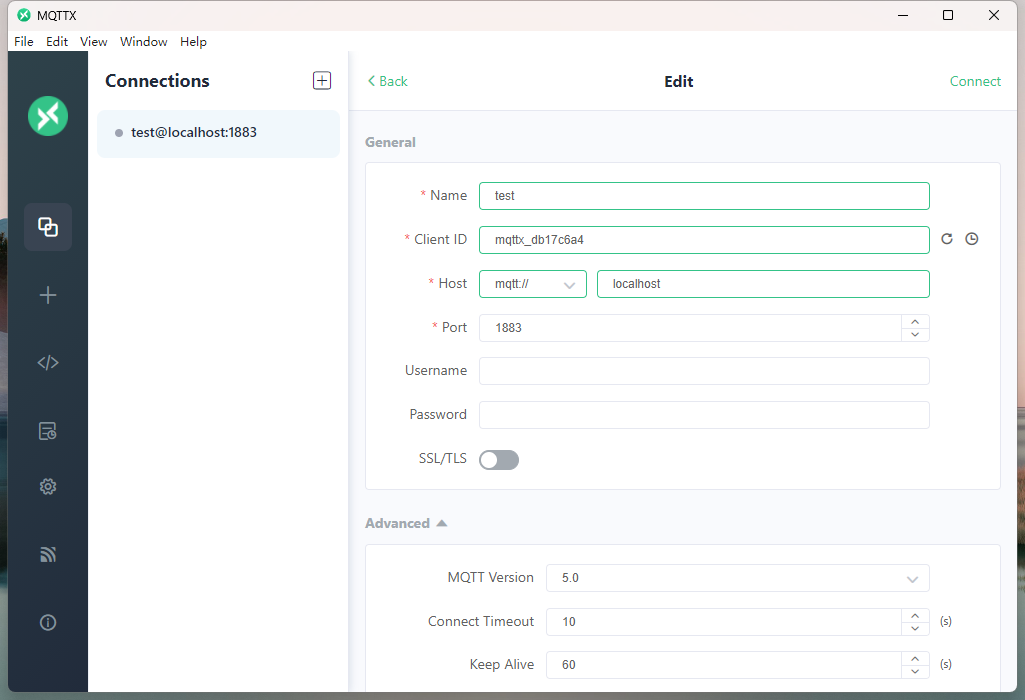 MQTTX
File Edit View Window Help
Connections
test@localhost:1883
Back
Edit
Connect
General
* Name test
* Client ID mqttx_db17c6a4
* Host mqtt:// localhost
* Port 1883
Username
Password
SSL/TLS
Advanced
MQTT Version 5.0
Connect Timeout 10 (s)
Keep Alive 60 (s)